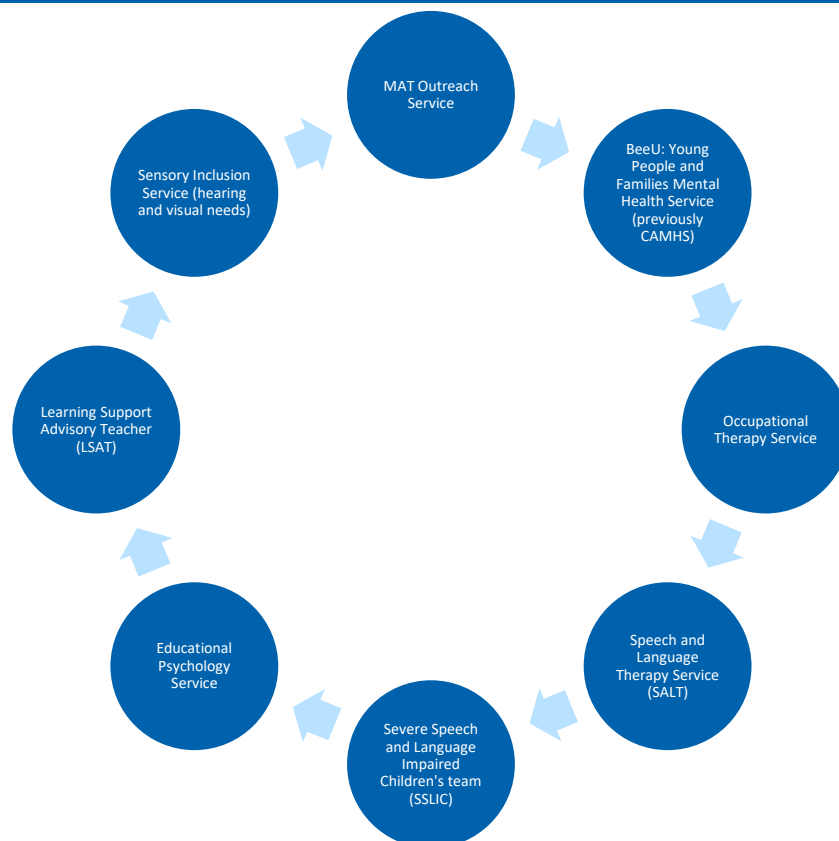 MAT Outreach
Service
BeeU: Young
People and
Families Mental
Health Service
(previously
CAMHS)
Occupational
Therapy Service
Speech and
Language
Therapy Service
(SALT)
Severe Speech
and Language
Impaired
Children's team
(SSLIC)
Educational
Psychology
Service
Learning Support
Advisory Teacher
(LSAT)
Sensory Inclusion
Service (hearing
and visual needs)